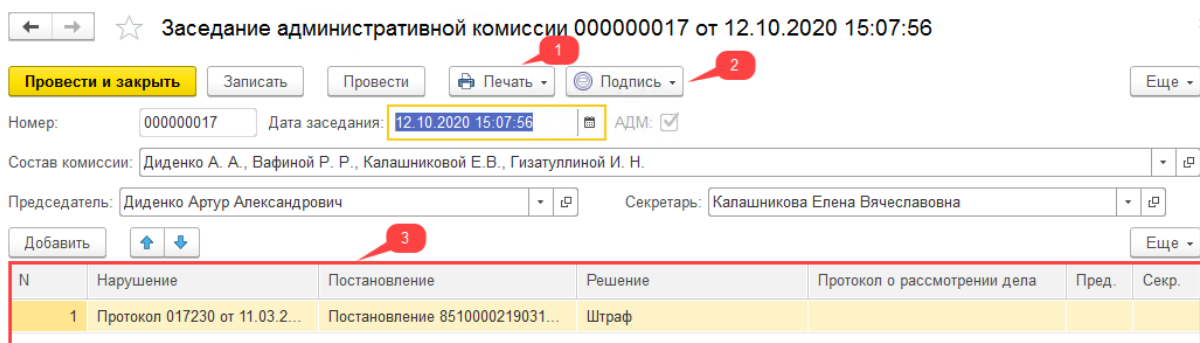 Заседание административной комиссии 000000017 от 12.10.2020 15:07:56
1
Провести и закрыть Записать Провести Печать Подпись 2 Еще
Номер: 000000017 Дата заседания: 12.10.2020 15:07:56 АДМ:
Состав комиссии: Диденко А. А., Вафиной Р. Р., Калашниковой Е.В., Гизатуллиной И. Н.
Председатель: Диденко Артур Александрович Секретарь: Калашникова Елена Вячеславовна
Добавить 3 Еще
N Нарушение Постановление Решение Протокол о рассмотрении дела Пред. Секр.
1 Протокол 017230 от 11.03.2... Постановление 8510000219031... Штраф